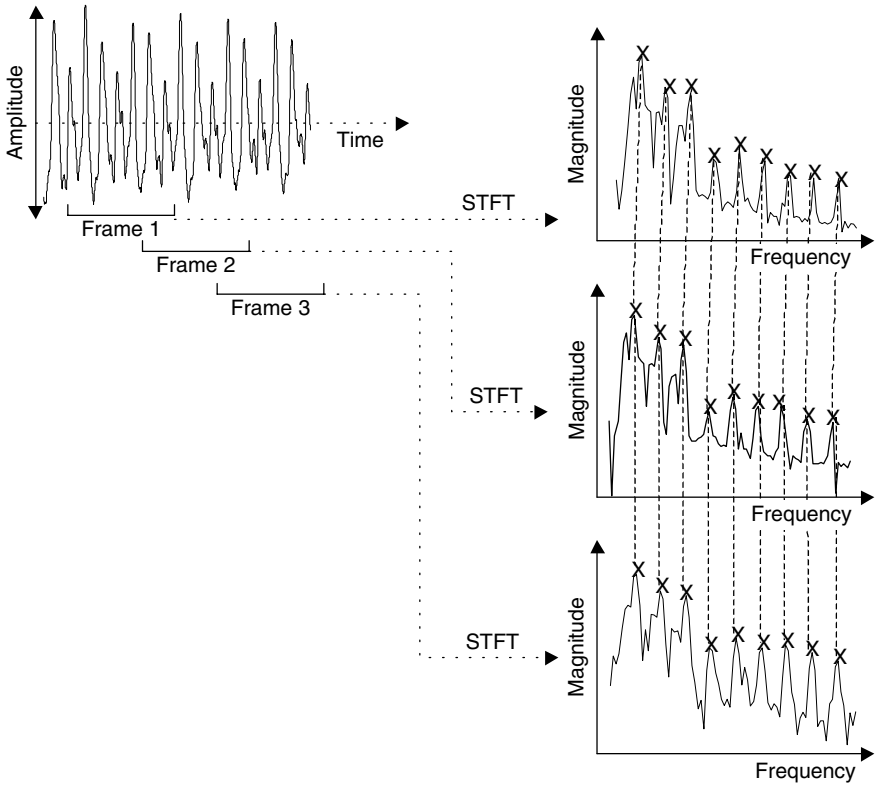 Amplitude
Time
Frame 1
STFT
Magnitude
X X X X X X X X X
Frequency
Frame 2
STFT
Magnitude
X X X X X X X X X
Frequency
Frame 3
STFT
Magnitude
X X X X X X X X X
Frequency